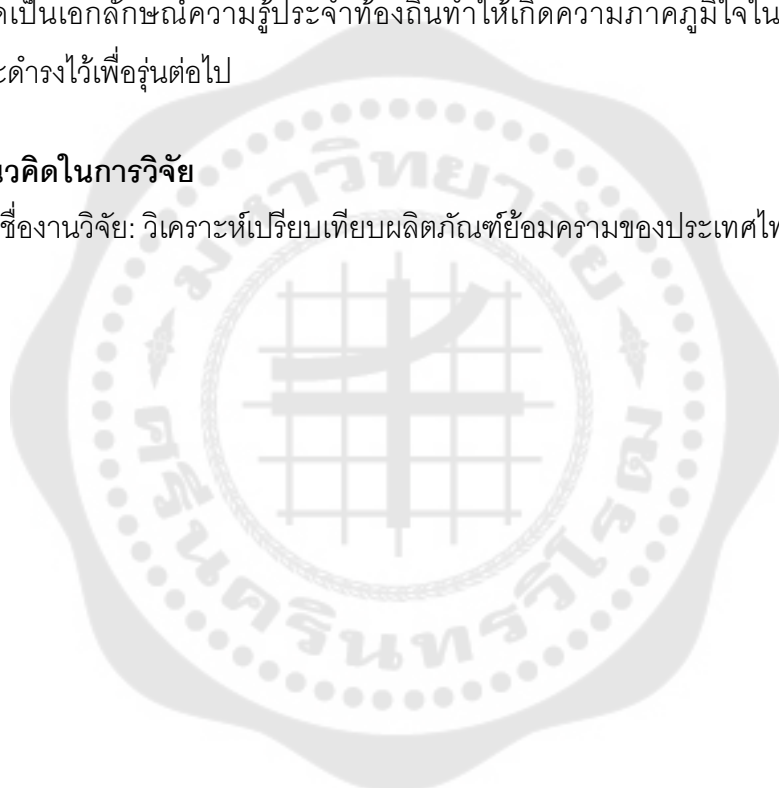 ดเป็นเอกลักษณ์ความรู้ประจำท้องถิ่นทำให้เกิดความภาคภูมิใจใน
ะดำรงไว้เพื่อรุ่นต่อไป
นวคิดในการวิจัย
ชื่องานวิจัย: วิเคราะห์เปรียบเทียบผลิตภัณฑ์ย้อมครามของประเทศไท
มหาวิทยาลัย
ศรีนครินทรวิโรฒ